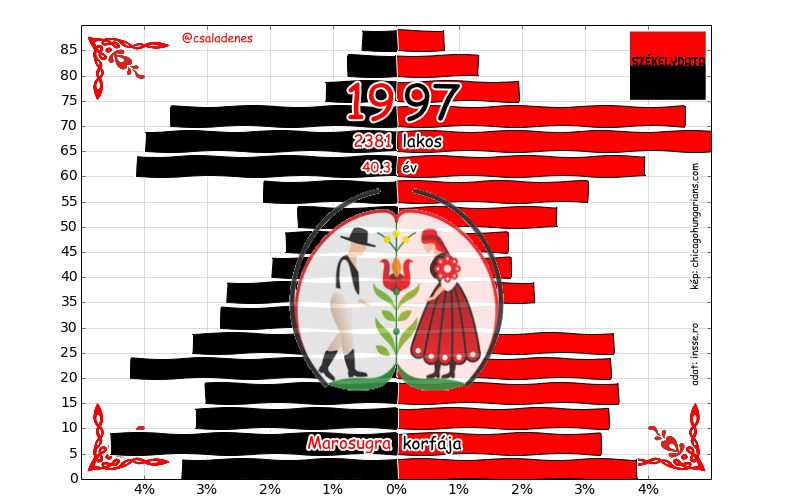 @csaladenes
SZÉKELYDATA
1997
2381 lakos
40.3 év
kép: chicagohungarians.com
adat: insse.ro
Marosugra korfája
85
80
75
70
65
60
55
50
45
40
35
30
25
20
15
10
5
0
4% 3% 2% 1% 0% 1% 2% 3% 4%